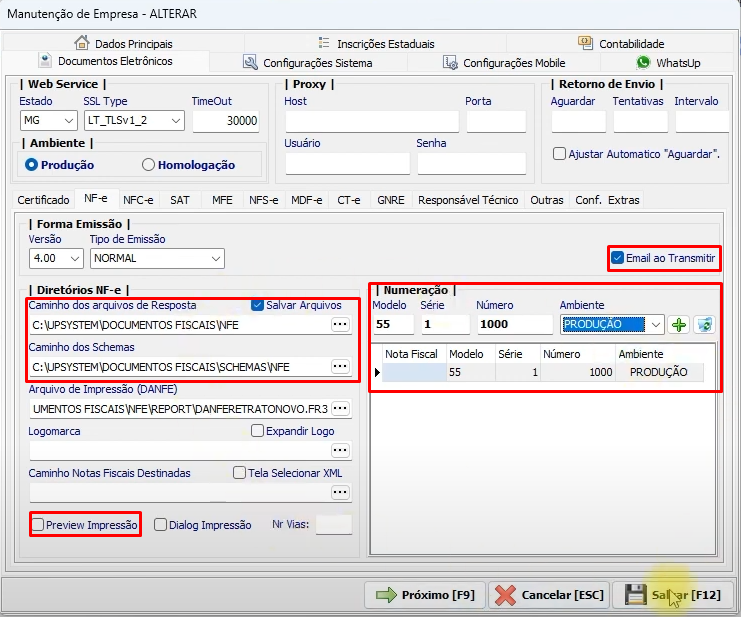 Manutenção de Empresa - ALTERAR
Dados Principais
Inscrições Estaduais
Contabilidade
Documentos Eletrônicos
Configurações Sistema
Configurações Mobile
WhatsUp
| Web Service |
Estado
SSL Type
TimeOut
MG
LT_TLSv1_2
30000
| Ambiente |
Produção
Homologação
| Proxy |
Host
Porta
Usuário
Senha
| Retorno de Envio |
Aguardar
Tentativas
Intervalo
Ajustar Automatico "Aguardar".
Certificado
NF-e
NFC-e
SAT
MFE
NFS-e
MDF-e
CT-e
GNRE
Responsável Técnico
Outras
Conf. Extras
| Forma Emissão |
Versão
Tipo de Emissão
4.00
NORMAL
Email ao Transmitir
| Diretórios NF-e |
Caminho dos arquivos de Resposta
Salvar Arquivos
C:\UPSYSTEM\DOCUMENTOS FISCAIS\NFE
Caminho dos Schemas
C:\UPSYSTEM\DOCUMENTOS FISCAIS\SCHEMAS\NFE
Arquivo de Impressão (DANFE)
UMENTOS FISCAIS\NFE\REPORT\DANFERETRATONOVO.FR3
Logomarca
Expandir Logo
Caminho Notas Fiscais Destinadas
Tela Selecionar XML
Preview Impressão
Dialog Impressão
Nr Vias:
| Numeração |
Modelo
Série
Número
Ambiente
55
1
1000
PRODUÇÃO
Nota Fiscal
Modelo
Série
Número
Ambiente
55
1
1000
PRODUÇÃO
Próximo [F9]
Cancelar [ESC]
Salvar [F12]